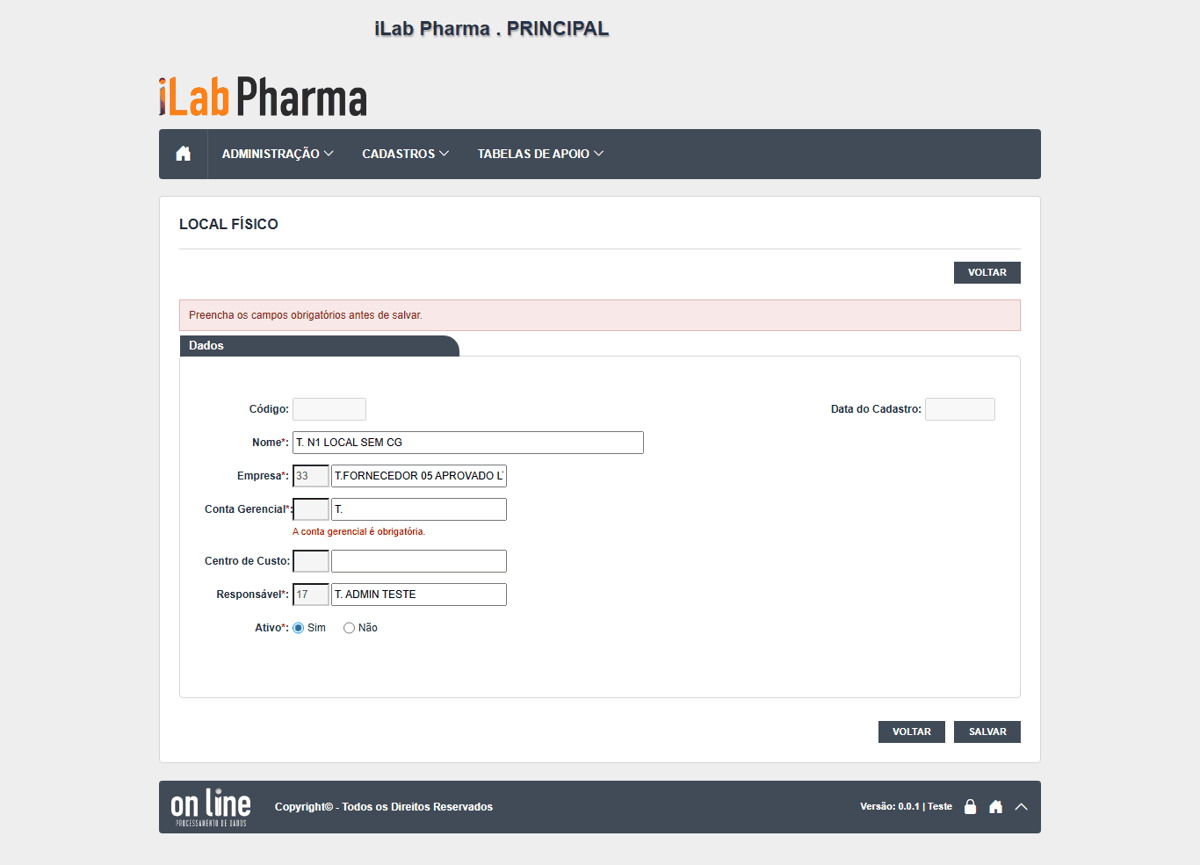 iLab Pharma . PRINCIPAL
iLab Pharma
ADMINISTRAÇÃO CADASTROS TABELAS DE APOIO
LOCAL FÍSICO
VOLTAR
Preencha os campos obrigatórios antes de salvar.
Dados
Código: Data do Cadastro:
Nome*: T. N1 LOCAL SEM CG
Empresa*: 33 T.FORNECEDOR 05 APROVADO L
Conta Gerencial*: T.
A conta gerencial é obrigatória.
Centro de Custo:
Responsável*: 17 T. ADMIN TESTE
Ativo*: Sim Não
VOLTAR SALVAR
on line
PROCESSAMENTO DE DADOS
Copyright© - Todos os Direitos Reservados
Versão: 0.0.1 | Teste